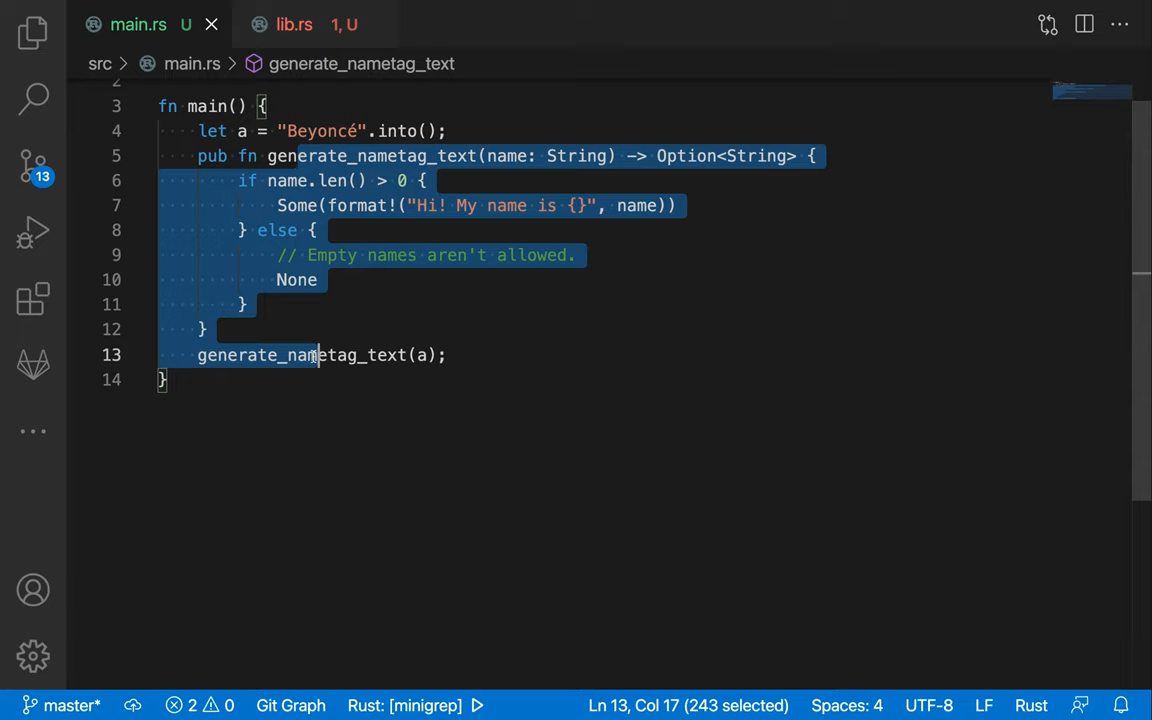 main.rs U lib.rs 1, U
src > main.rs > generate_nametag_text
2
3 fn main() {
4 let a = "Beyoncé".into();
5 pub fn generate_nametag_text(name: String) -> Option<String> {
6 if name.len() > 0 {
7 Some(format!("Hi! My name is {}", name))
8 } else {
9 // Empty names aren't allowed.
10 None
11 }
12 }
13 generate_nametag_text(a);
14 }
13
master* 2 0 Git Graph Rust: [minigrep] Ln 13, Col 17 (243 selected) Spaces: 4 UTF-8 LF Rust